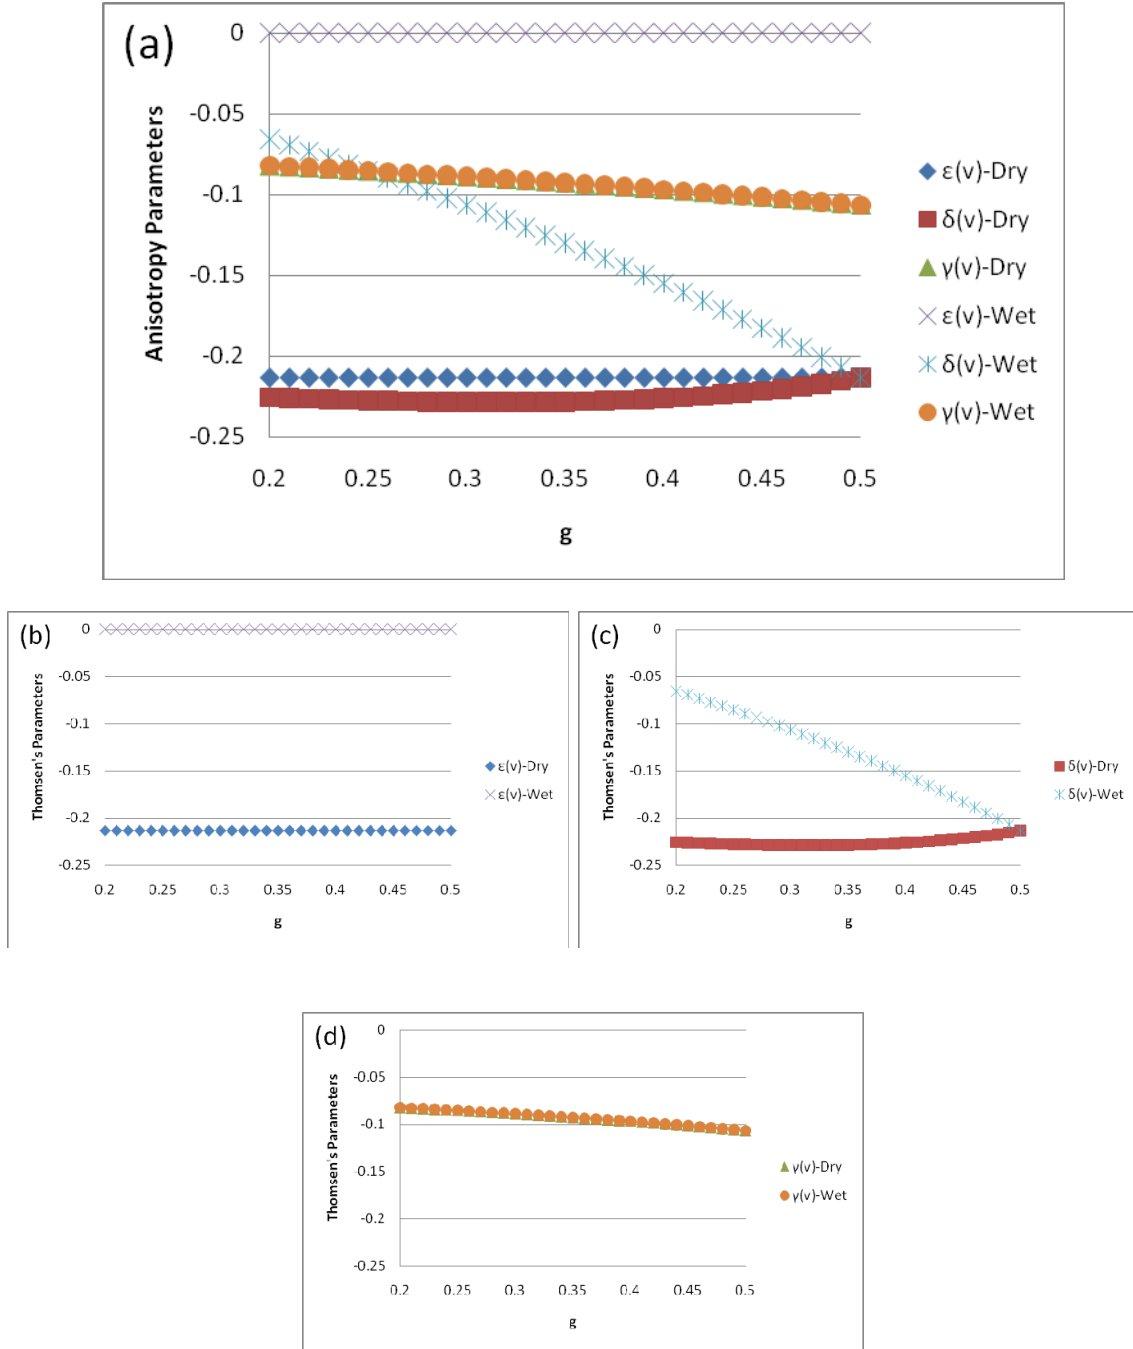 (a)
Anisotropy Parameters
0
-0.05
-0.1
-0.15
-0.2
-0.25
0.2 0.25 0.3 0.35 0.4 0.45 0.5
g
ε(v)-Dry
δ(v)-Dry
γ(v)-Dry
ε(v)-Wet
δ(v)-Wet
γ(v)-Wet
(b)
Thomsen's Parameters
0
-0.05
-0.1
-0.15
-0.2
-0.25
0.2 0.25 0.3 0.35 0.4 0.45 0.5
g
ε(v)-Dry
ε(v)-Wet
(c)
Thomsen's Parameters
0
-0.05
-0.1
-0.15
-0.2
-0.25
0.2 0.25 0.3 0.35 0.4 0.45 0.5
g
δ(v)-Dry
δ(v)-Wet
(d)
Thomsen's Parameters
0
-0.05
-0.1
-0.15
-0.2
-0.25
0.2 0.25 0.3 0.35 0.4 0.45 0.5
g
γ(v)-Dry
γ(v)-Wet